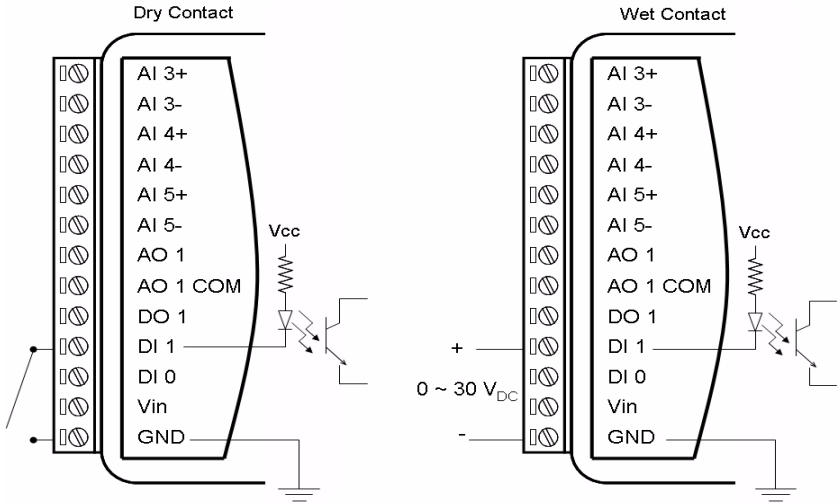 Dry Contact
AI 3+
AI 3-
AI 4+
AI 4-
AI 5+
AI 5-
AO 1
AO 1 COM
DO 1
DI 1
DI 0
Vin
GND
Vcc
Wet Contact
AI 3+
AI 3-
AI 4+
AI 4-
AI 5+
AI 5-
AO 1
AO 1 COM
DO 1
DI 1
DI 0
Vin
GND
Vcc
+
0 ~ 30 VDC
-